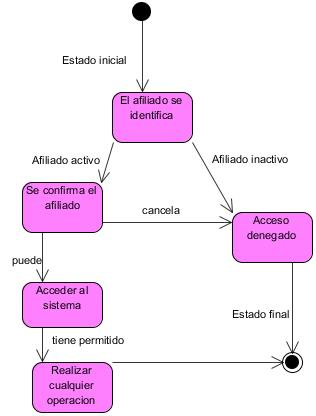 Estado inicial
El afiliado se
identifica
Afiliado activo
Afiliado inactivo
Se confirma el
afiliado
cancela
Acceso
denegado
puede
Acceder al
sistema
Estado final
tiene permitido
Realizar
cualquier
operacion